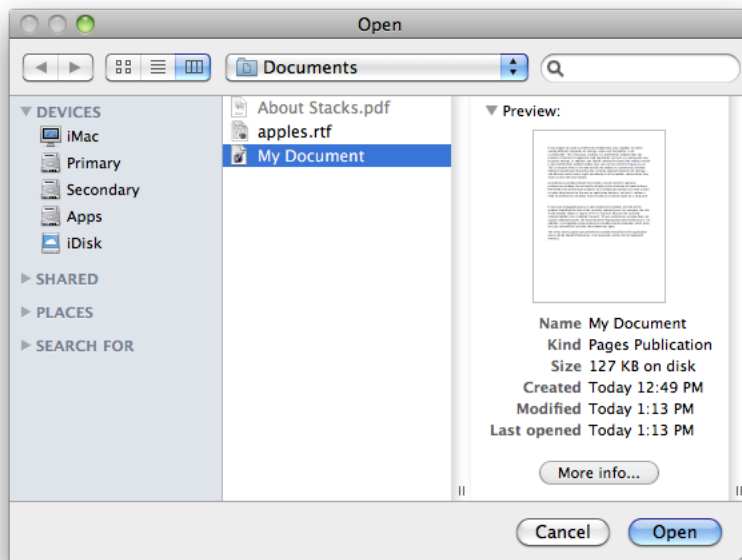 Open
Documents
DEVICES
iMac
Primary
Secondary
Apps
iDisk
SHARED
PLACES
SEARCH FOR
About Stacks.pdf
apples.rtf
My Document
Preview:
Name My Document
Kind Pages Publication
Size 127 KB on disk
Created Today 12:49 PM
Modified Today 1:13 PM
Last opened Today 1:13 PM
More info...
Cancel
Open